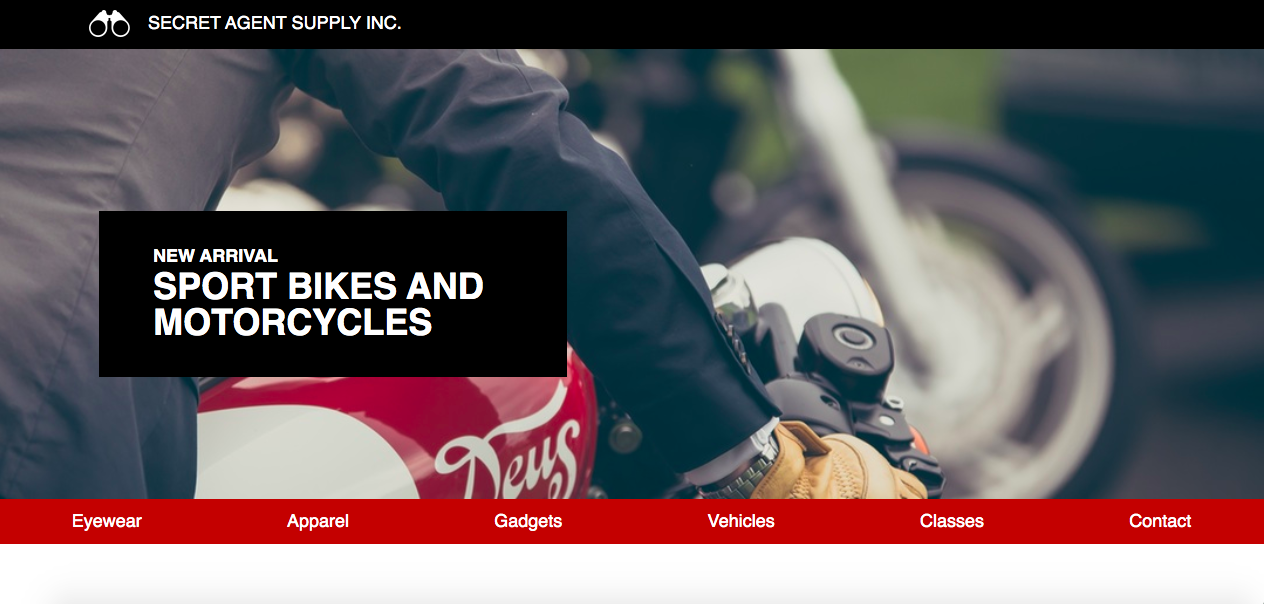 SECRET AGENT SUPPLY INC.
NEW ARRIVAL
SPORT BIKES AND
MOTORCYCLES
Deus
Eyewear Apparel Gadgets Vehicles Classes Contact